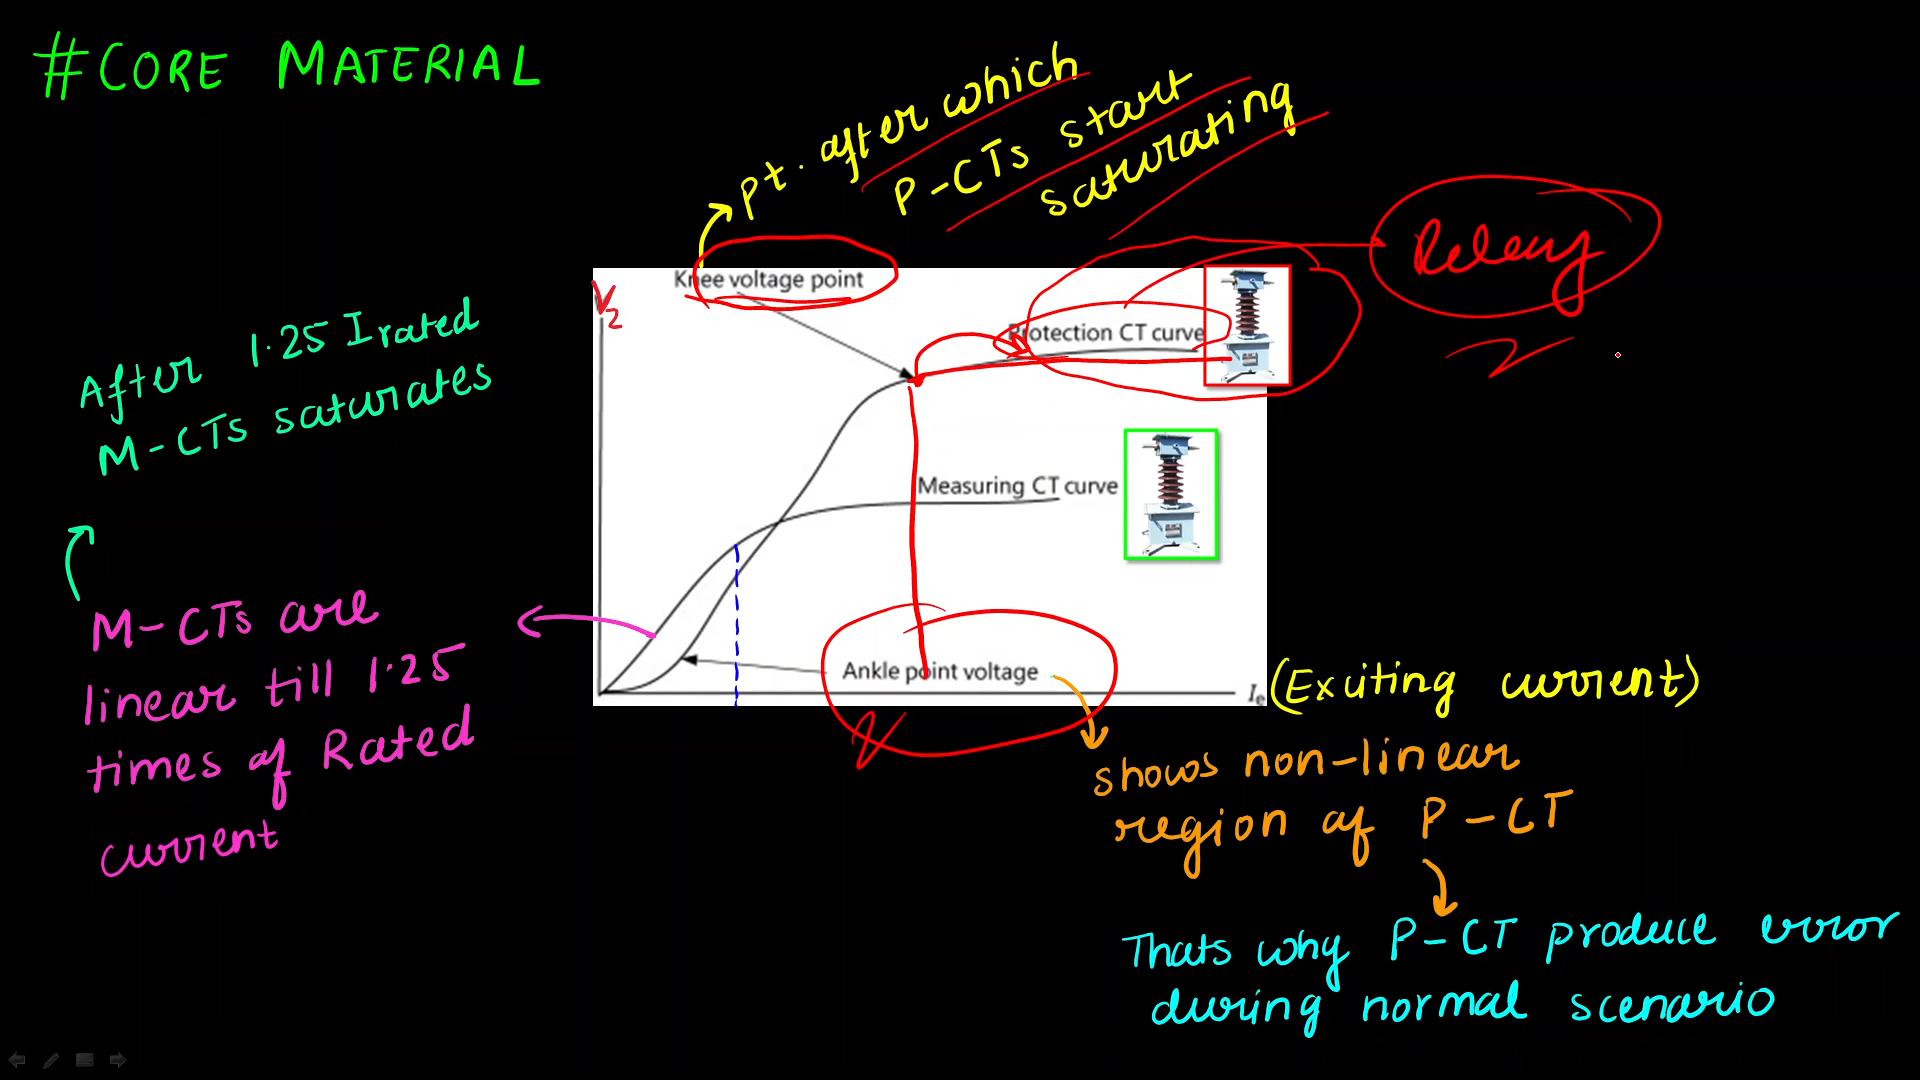 #CORE MATERIAL
Pt. after which
P-CTs start
saturating
Relay
Knee voltage point
V2
Protection CT curve
After 1.25 Irated
M-CTs saturates
Measuring CT curve
M-CTs are
linear till 1.25
times of Rated
current
Ankle point voltage
Ie
(Exiting current)
shows non-linear
region of P-CT
Thats why P-CT produce error
during normal scenario